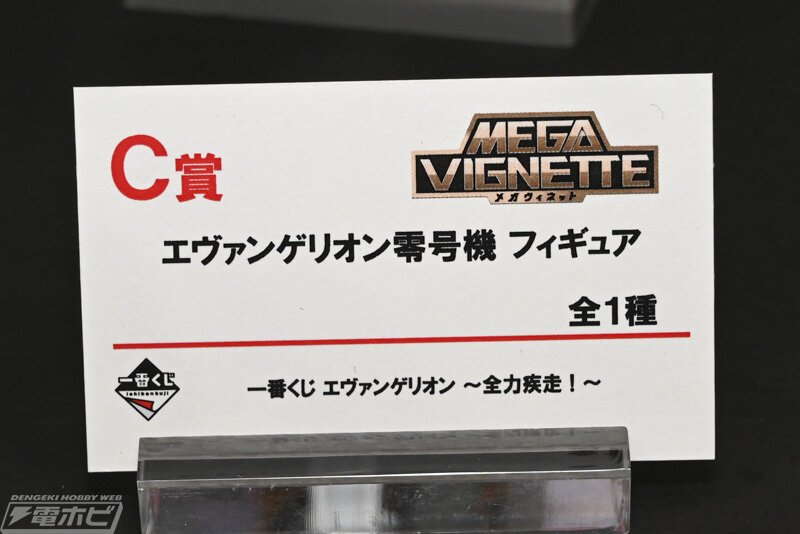 C賞
MEGA
VIGNETTE
メガヴィネット
エヴァンゲリオン零号機 フィギュア
全1種
一番くじ
ichibankuji
一番くじ エヴァンゲリオン ～全力疾走！～
DENGEKI HOBBY WEB
電ホビ